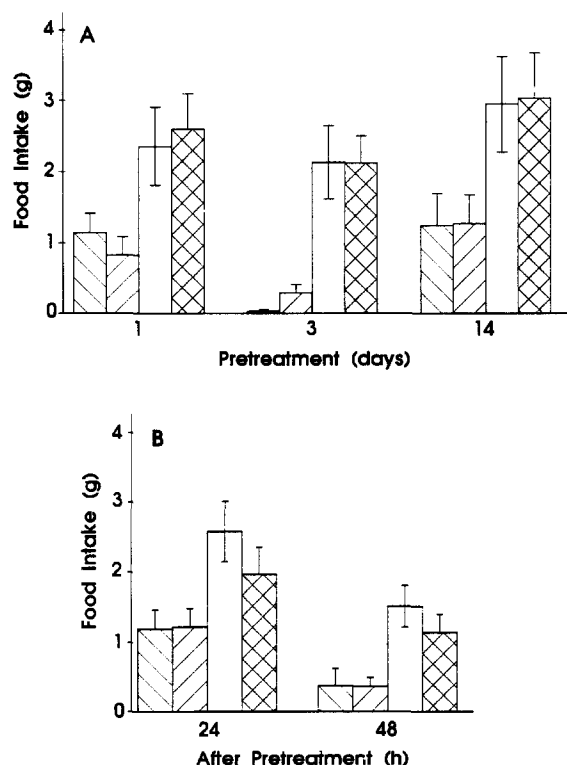 A
4
3
2
1
0
Food Intake (g)
1 3 14
Pretreatment (days)
B
4
3
2
1
0
Food Intake (g)
24 48
After Pretreatment (h)